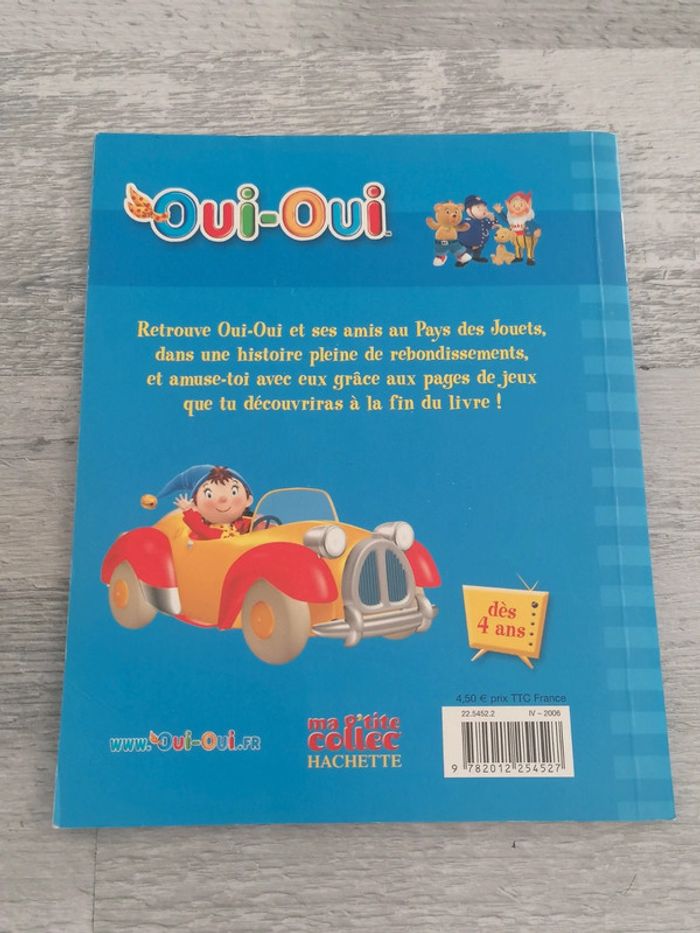 Oui-Oui™
Retrouve Oui-Oui et ses amis au Pays des Jouets,
dans une histoire pleine de rebondissements,
et amuse-toi avec eux grâce aux pages de jeux
que tu découvriras à la fin du livre !
dès
4 ans
4,50 € prix TTC France
22.5452.2 IV – 2006
9 782012 254527
www.Oui-Oui.fr
ma p'tite
collec
HACHETTE